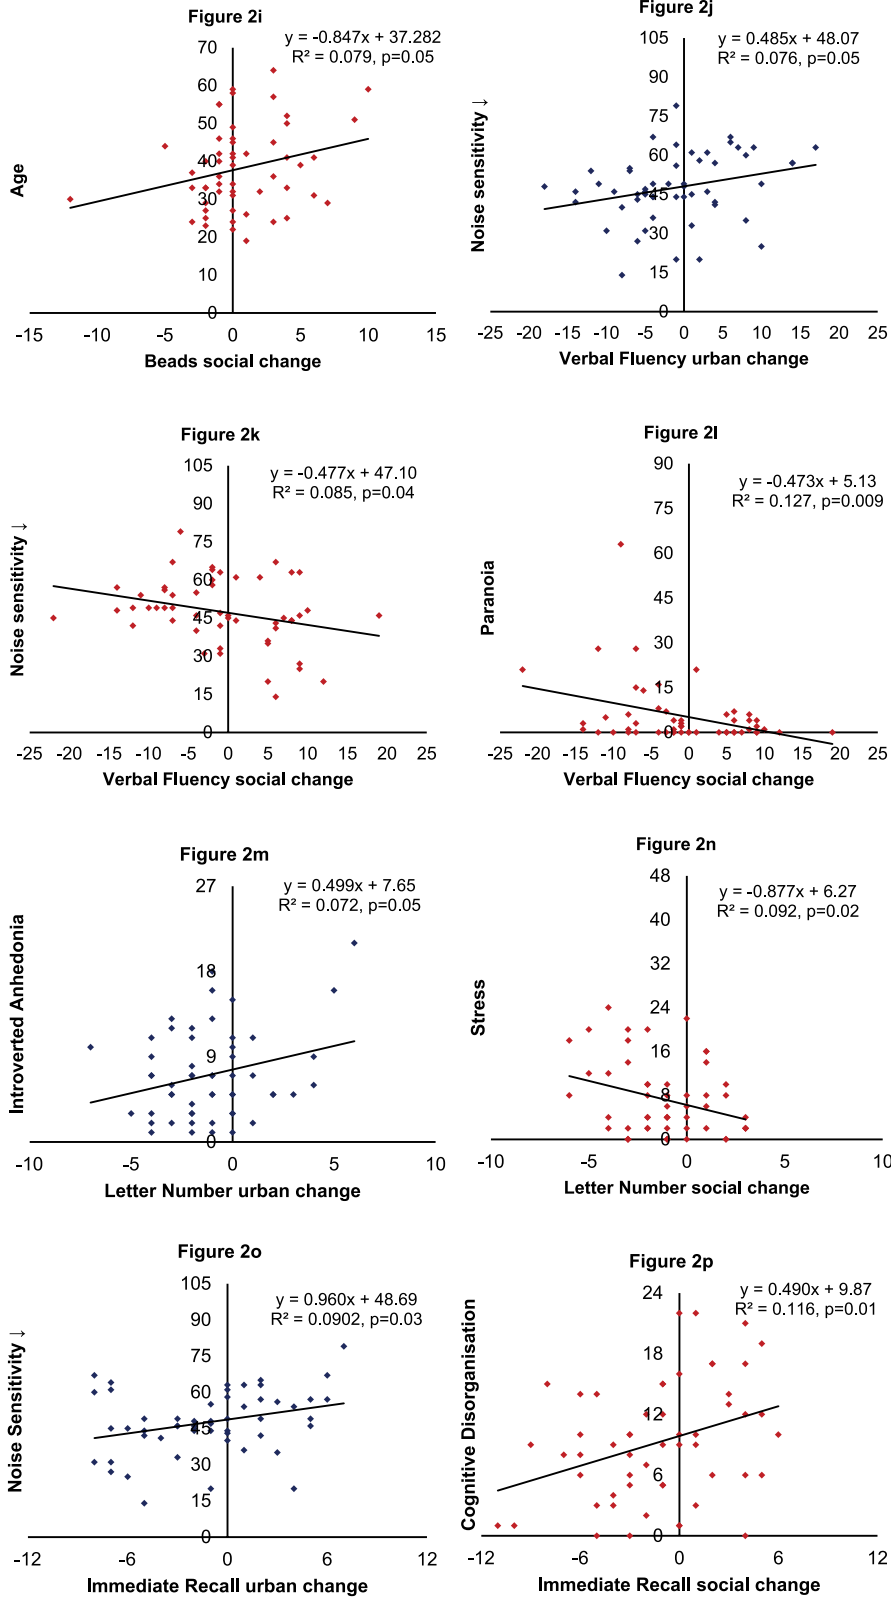 Figure 2i
y = -0.847x + 37.282
R² = 0.079, p=0.05
Age
70
60
50
40
30
20
10
0
-15 -10 -5 0 5 10 15
Beads social change
Figure 2j
y = 0.485x + 48.07
R² = 0.076, p=0.05
Noise sensitivity ↓
105
90
75
60
45
30
15
0
-25 -20 -15 -10 -5 0 5 10 15 20 25
Verbal Fluency urban change
Figure 2k
y = -0.477x + 47.10
R² = 0.085, p=0.04
Noise sensitivity ↓
105
90
75
60
45
30
15
0
-25 -20 -15 -10 -5 0 5 10 15 20 25
Verbal Fluency social change
Figure 2l
y = -0.473x + 5.13
R² = 0.127, p=0.009
Paranoia
90
75
60
45
30
15
0
-25 -20 -15 -10 -5 0 5 10 15 20 25
Verbal Fluency social change
Figure 2m
y = 0.499x + 7.65
R² = 0.072, p=0.05
Introverted Anhedonia
27
18
9
0
-10 -5 0 5 10
Letter Number urban change
Figure 2n
y = -0.877x + 6.27
R² = 0.092, p=0.02
Stress
48
40
32
24
16
8
0
-10 -5 0 5 10
Letter Number social change
Figure 2o
y = 0.960x + 48.69
R² = 0.0902, p=0.03
Noise Sensitivity ↓
105
90
75
60
45
30
15
0
-12 -6 0 6 12
Immediate Recall urban change
Figure 2p
y = 0.490x + 9.87
R² = 0.116, p=0.01
Cognitive Disorganisation
24
18
12
6
0
-12 -6 0 6 12
Immediate Recall social change